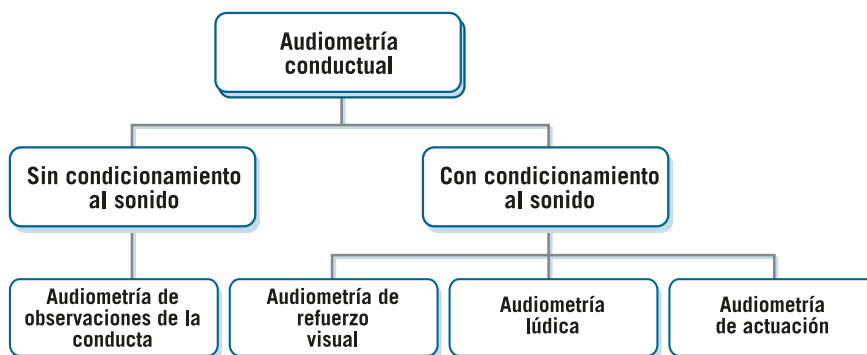 Audiometría
conductual
Sin condicionamiento
al sonido
Con condicionamiento
al sonido
Audiometría de
observaciones de la
conducta
Audiometría de
refuerzo
visual
Audiometría
lúdica
Audiometría
de actuación